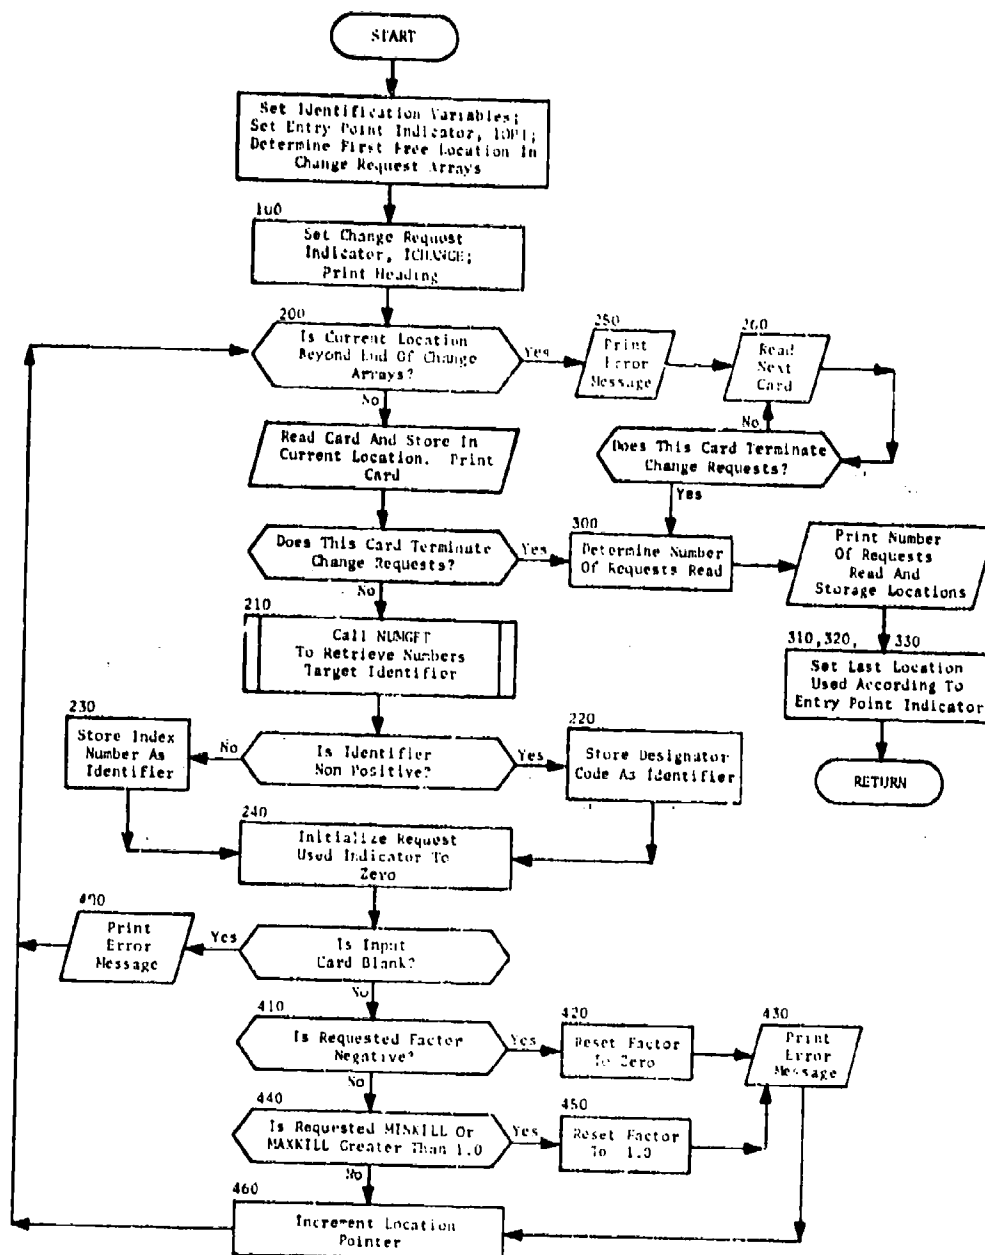 START
Set Identification Variables;
Set Entry Point Indicator, IOPT;
Determine First Free Location In
Change Request Arrays
100
Set Change Request
Indicator, ICHANGE;
Print Heading
200
Is Current Location
Beyond End Of Change
Arrays?
Yes
No
250
Print
Error
Message
260
Read
Next
Card
No
Does This Card Terminate
Change Requests?
Yes
Read Card And Store In
Current Location. Print
Card
Does This Card Terminate
Change Requests?
Yes
No
300
Determine Number
Of Requests Read
Print Number
Of Requests
Read And
Storage Locations
310,320, 330
Set Last Location
Used According To
Entry Point Indicator
RETURN
210
Call NUMGET
To Retrieve Numbers
Target Identifier
Is Identifier
Non Positive?
No
Yes
230
Store Index
Number As
Identifier
220
Store Designator
Code As Identifier
240
Initialize Request
Used Indicator To
Zero
Is Input
Card Blank?
Yes
No
400
Print
Error
Message
410
Is Requested Factor
Negative?
Yes
No
420
Reset Factor
To Zero
430
Print
Error
Message
440
Is Requested MINKILL Or
MAXKILL Greater Than 1.0
Yes
No
450
Reset Factor
To 1.0
460
Increment Location
Pointer